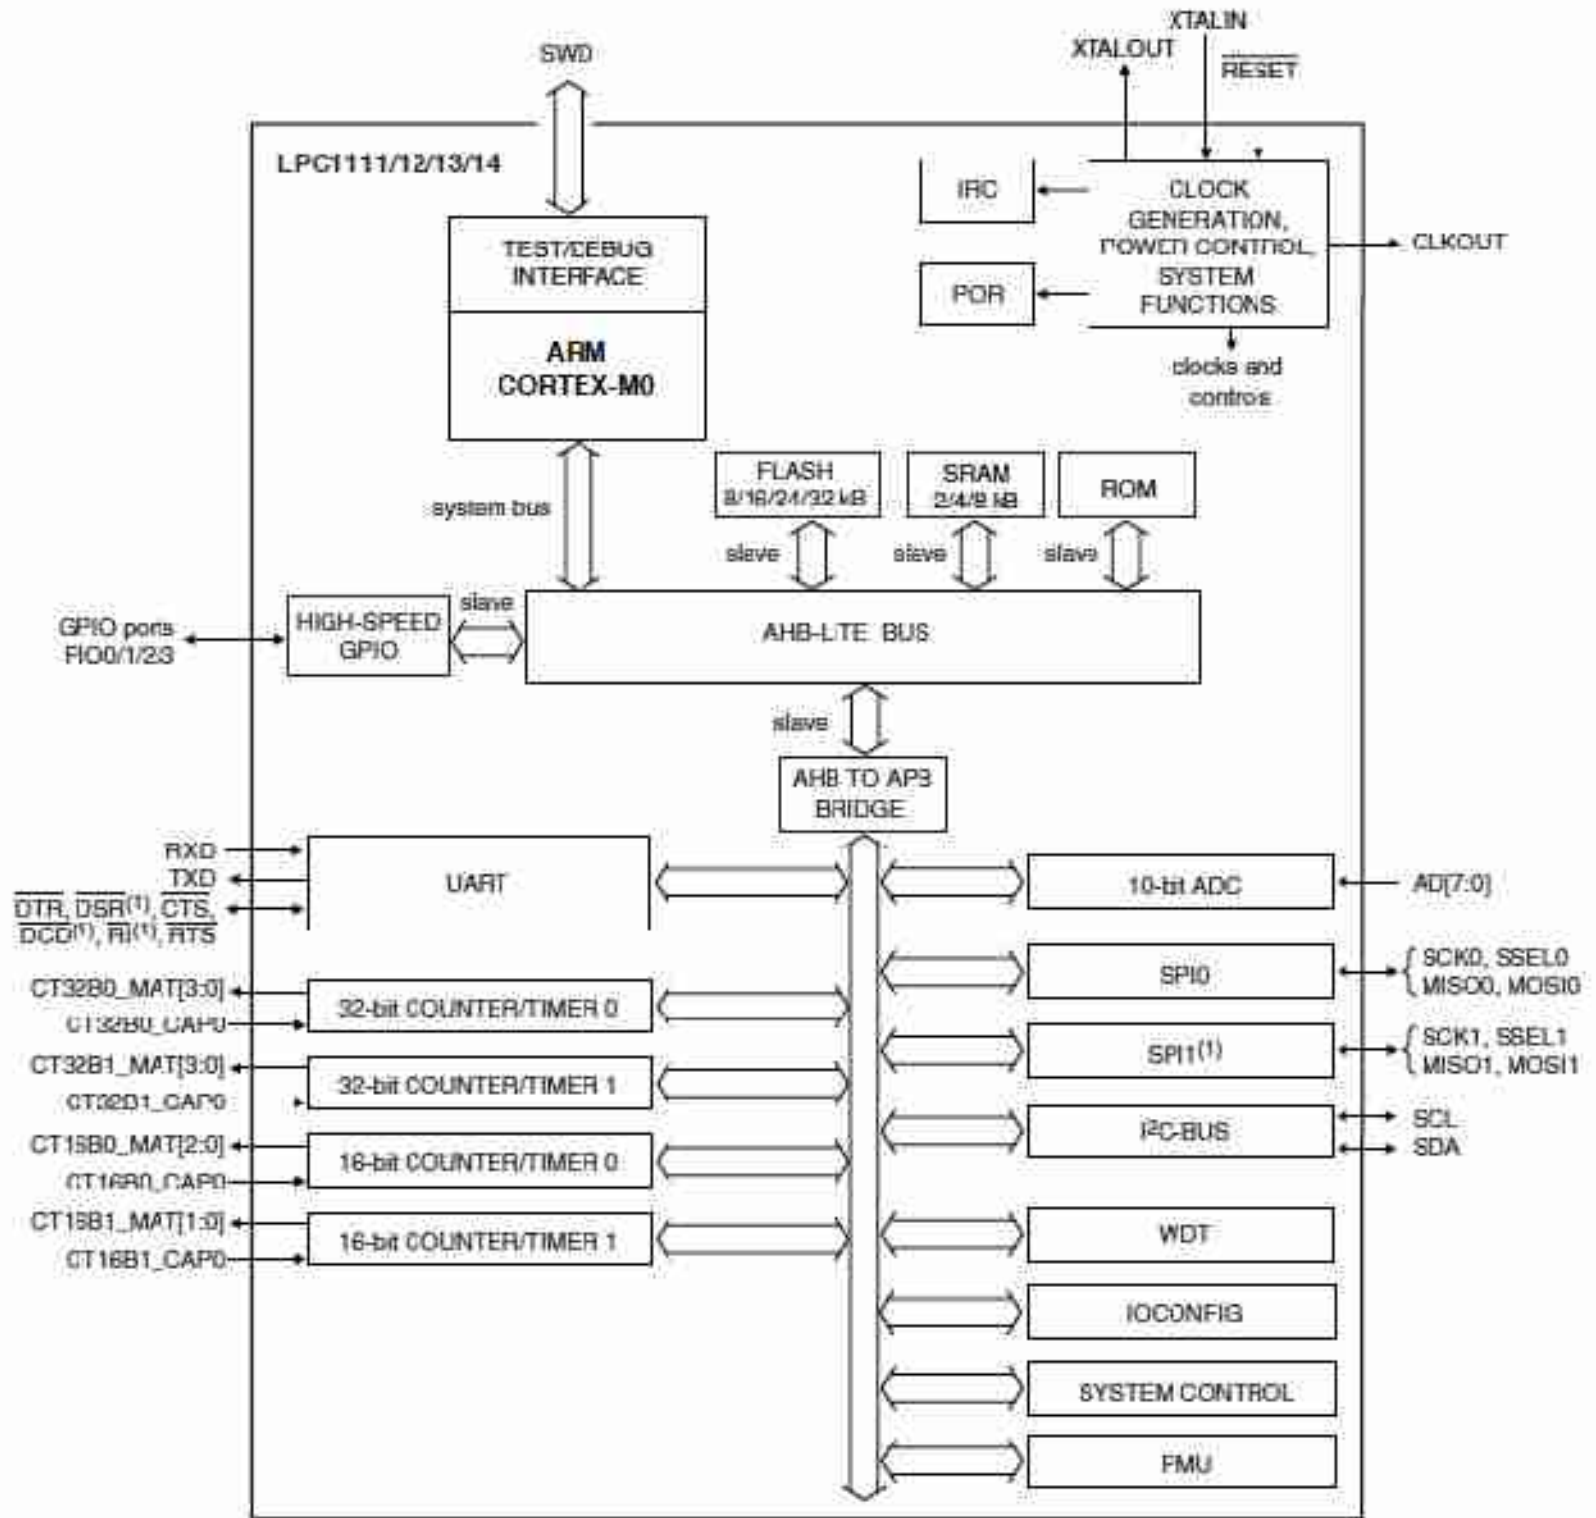 XTALIN
XTALOUT
RESET
SWD
LPC1111/12/13/14
IRC
CLOCK
GENERATION,
POWER CONTROL,
SYSTEM
FUNCTIONS
CLKOUT
POR
clocks and
controls
TEST/DEBUG
INTERFACE
ARM
CORTEX-M0
system bus
FLASH
8/16/24/32 kB
SRAM
2/4/8 kB
ROM
slave
slave
slave
GPIO ports
PIO0/1/2/3
HIGH-SPEED
GPIO
slave
AHB-LITE BUS
slave
AHB TO APB
BRIDGE
RXD
TXD
DTR, DSR(1), CTS,
DCD(1), RI(1), RTS
UART
10-bit ADC
AD[7:0]
SPI0
SCK0, SSEL0
MISO0, MOSI0
CT32B0_MAT[3:0]
CT32B0_CAP0
32-bit COUNTER/TIMER 0
SPI1(1)
SCK1, SSEL1
MISO1, MOSI1
CT32B1_MAT[3:0]
CT32B1_CAP0
32-bit COUNTER/TIMER 1
I²C-BUS
SCL
SDA
CT16B0_MAT[2:0]
CT16B0_CAP0
16-bit COUNTER/TIMER 0
CT16B1_MAT[1:0]
CT16B1_CAP0
16-bit COUNTER/TIMER 1
WDT
IOCONFIG
SYSTEM CONTROL
PMU